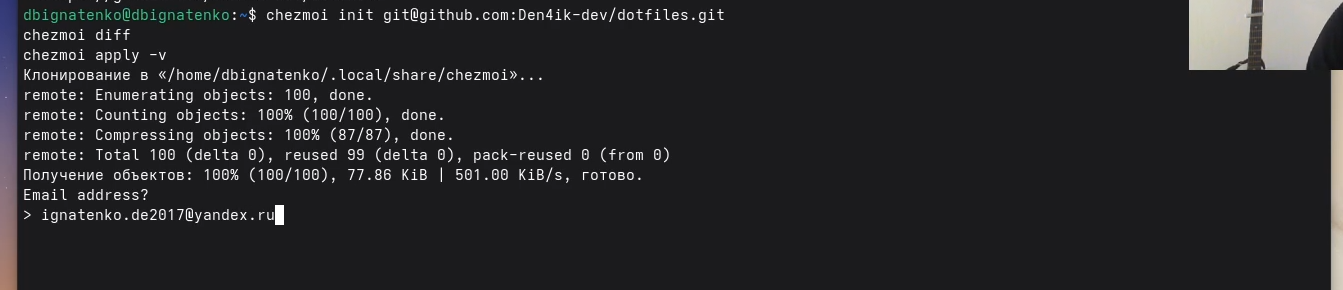 dbignatenko@dbignatenko:~$ chezmoi init git@github.com:Den4ik-dev/dotfiles.git
chezmoi diff
chezmoi apply -v
Клонирование в «/home/dbignatenko/.local/share/chezmoi»...
remote: Enumerating objects: 100, done.
remote: Counting objects: 100% (100/100), done.
remote: Compressing objects: 100% (87/87), done.
remote: Total 100 (delta 0), reused 99 (delta 0), pack-reused 0 (from 0)
Получение объектов: 100% (100/100), 77.86 KiB | 501.00 KiB/s, готово.
Email address?
> ignatenko.de2017@yandex.ru